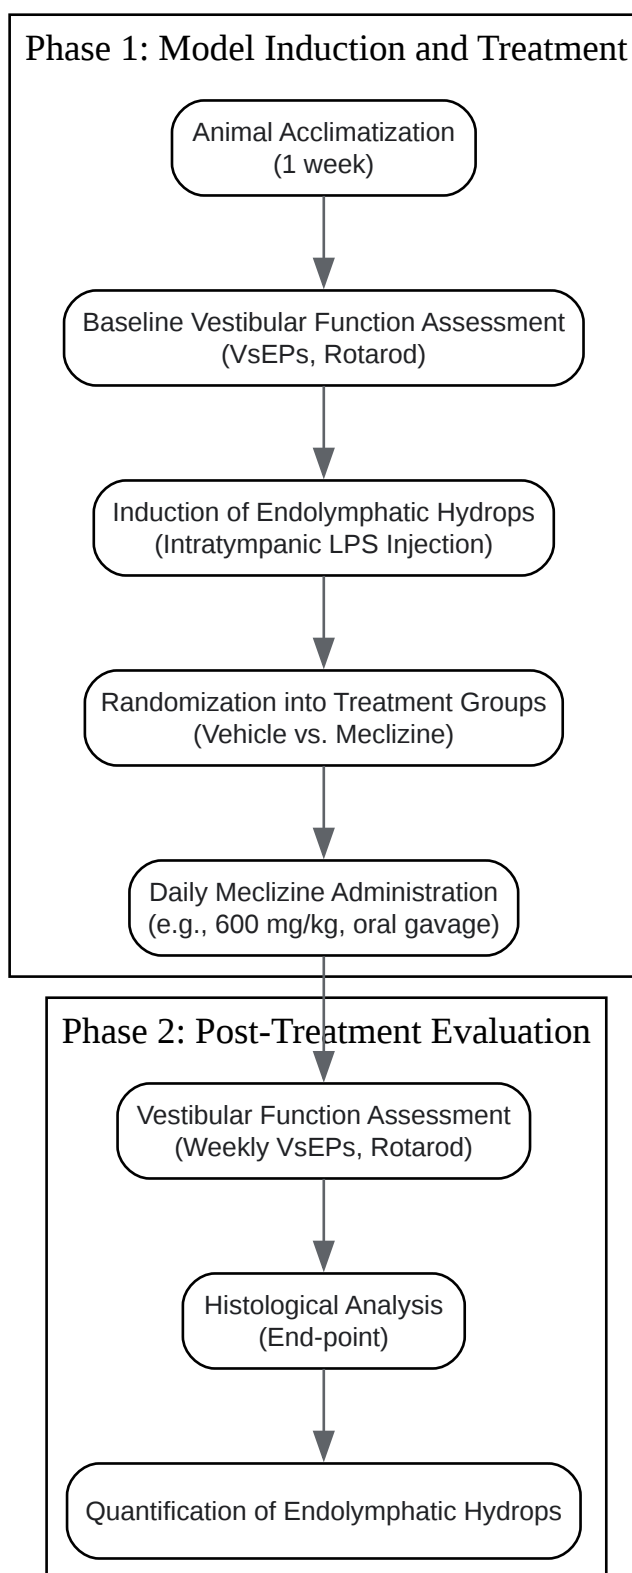 Phase 1: Model Induction and Treatment
Animal Acclimatization
(1 week)
Baseline Vestibular Function Assessment
(VsEPs, Rotarod)
Induction of Endolymphatic Hydrops
(Intratympanic LPS Injection)
Randomization into Treatment Groups
(Vehicle vs. Meclizine)
Daily Meclizine Administration
(e.g., 600 mg/kg, oral gavage)
Phase 2: Post-Treatment Evaluation
Vestibular Function Assessment
(Weekly VsEPs, Rotarod)
Histological Analysis
(End-point)
Quantification of Endolymphatic Hydrops